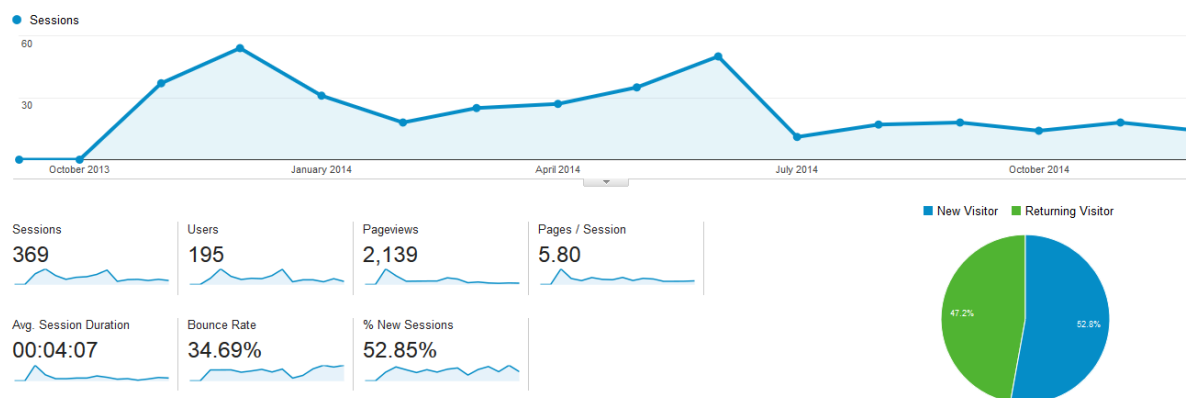 Sessions
60
30
October 2013 January 2014 April 2014 July 2014 October 2014
New Visitor Returning Visitor
Sessions Users Pageviews Pages / Session
369 195 2,139 5.80
47.2% 52.8%
Avg. Session Duration Bounce Rate % New Sessions
00:04:07 34.69% 52.85%